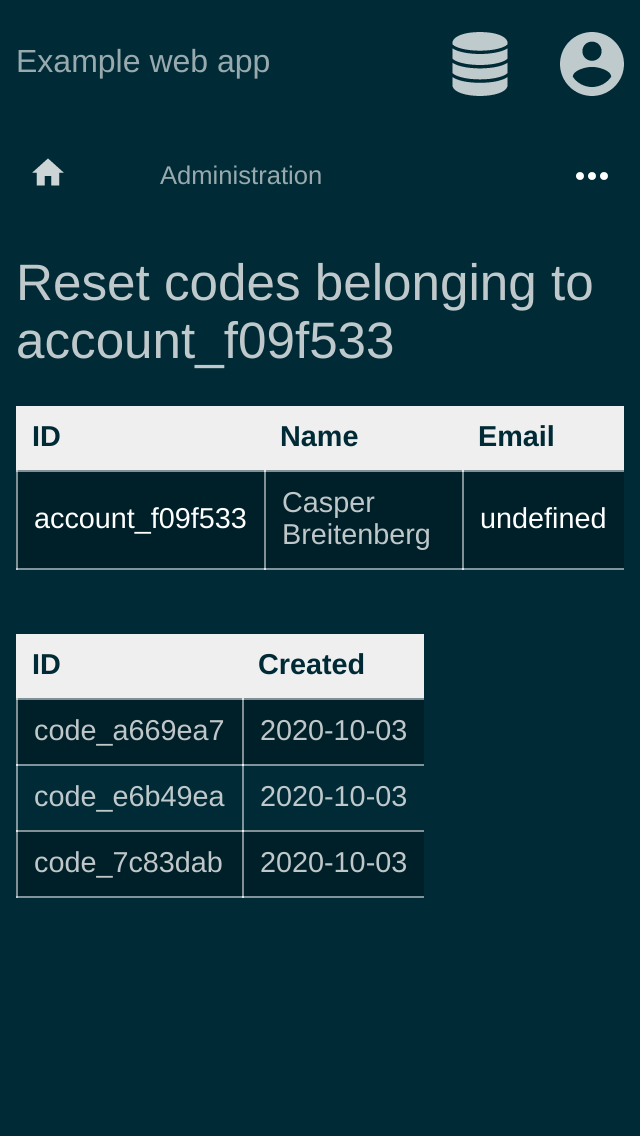 Example web app
Administration
Reset codes belonging to
account_f09f533
ID Name Email
account_f09f533 Casper Breitenberg undefined
ID Created
code_a669ea7 2020-10-03
code_e6b49ea 2020-10-03
code_7c83dab 2020-10-03